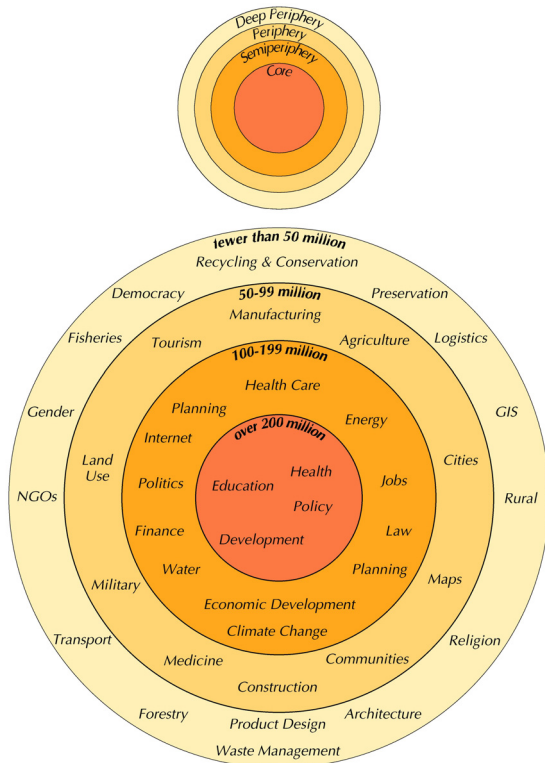 Deep Periphery
Periphery
Semiperiphery
Core
fewer than 50 million
Recycling & Conservation
Democracy
50-99 million
Preservation
Manufacturing
Fisheries
Tourism
Agriculture
Logistics
100-199 million
Health Care
Gender
Planning
Energy
GIS
over 200 million
Internet
Land
Use
Cities
Health
Education
Politics
Jobs
NGOs
Policy
Rural
Finance
Law
Development
Water
Planning
Military
Maps
Economic Development
Climate Change
Transport
Religion
Medicine
Communities
Construction
Forestry
Architecture
Product Design
Waste Management